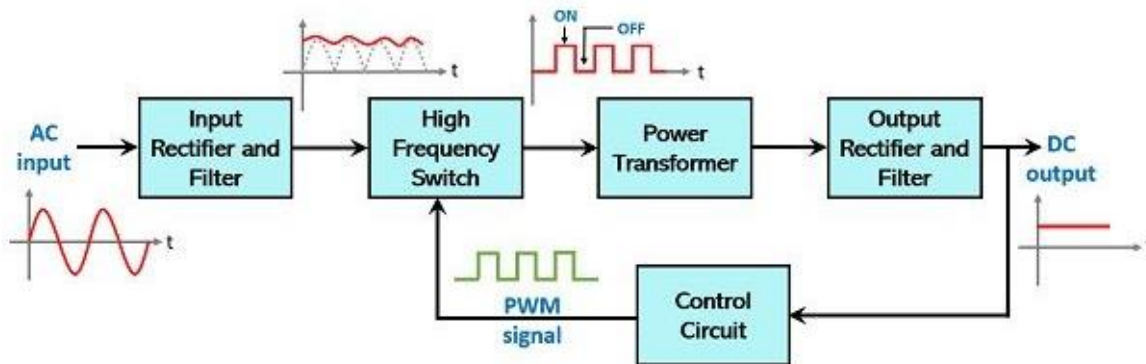 ON
OFF
t
t
AC
input
Input
Rectifier and
Filter
High
Frequency
Switch
Power
Transformer
Output
Rectifier and
Filter
DC
output
t
PWM
signal
Control
Circuit